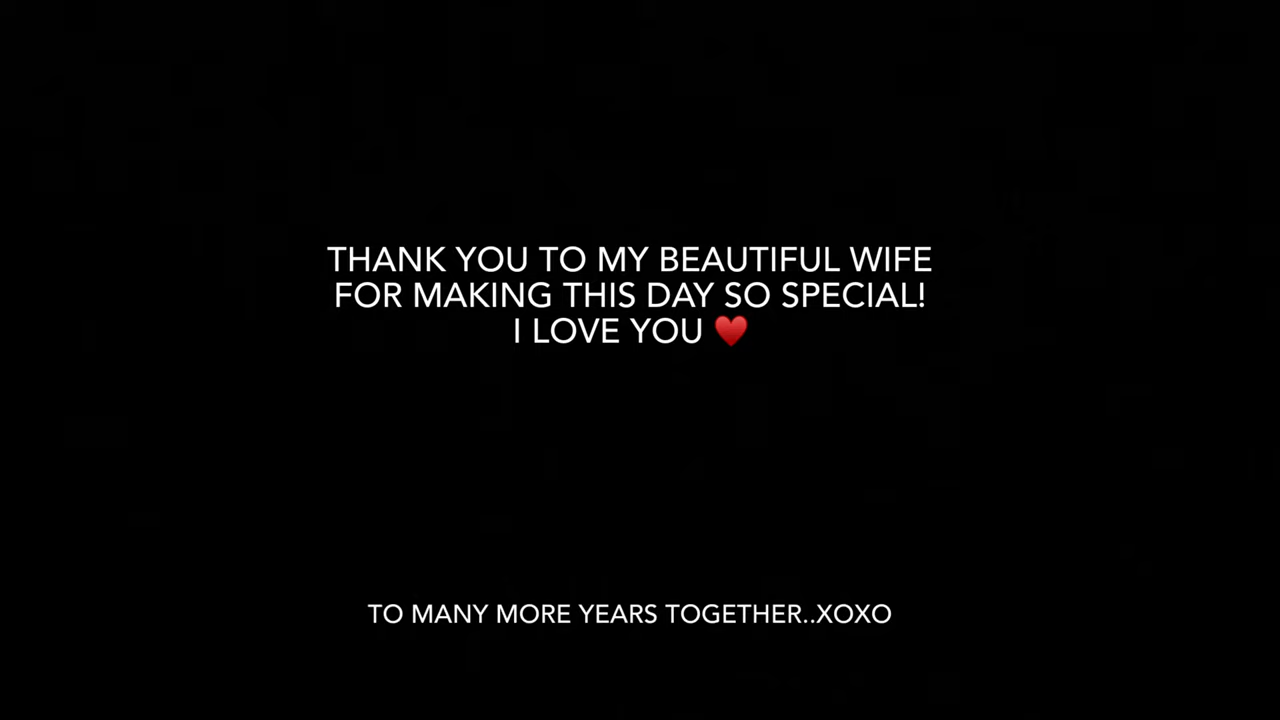 THANK YOU TO MY BEAUTIFUL WIFE
FOR MAKING THIS DAY SO SPECIAL!
I LOVE YOU ♥️
TO MANY MORE YEARS TOGETHER..XOXO